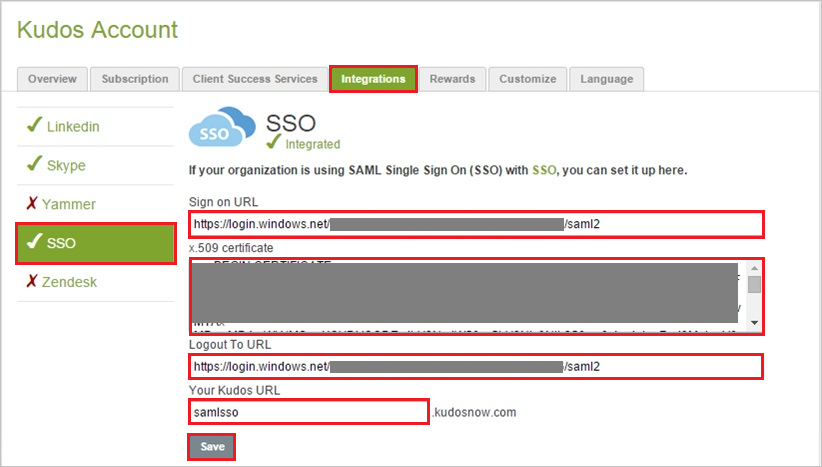 Kudos Account
Overview Subscription Client Success Services Integrations Rewards Customize Language
Linkedin
Skype
Yammer
SSO
Zendesk
SSO
SSO
Integrated
If your organization is using SAML Single Sign On (SSO) with SSO, you can set it up here.
Sign on URL
https://login.windows.net/ /saml2
x.509 certificate
Logout To URL
https://login.windows.net/ /saml2
Your Kudos URL
samlsso .kudosnow.com
Save